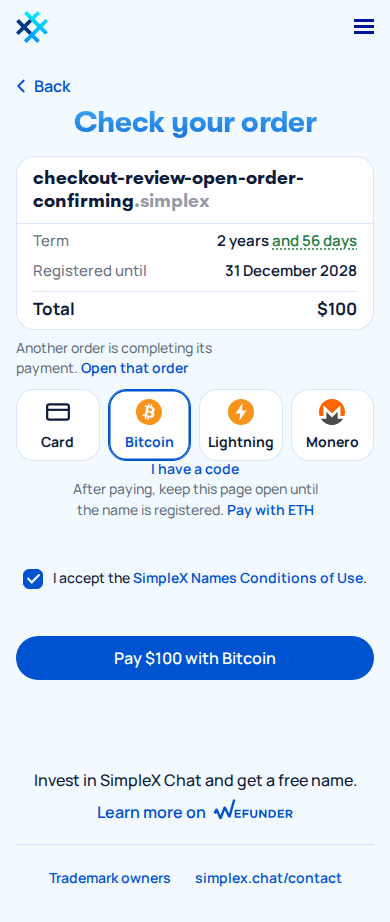 Back
Check your order
checkout-review-open-order-
confirming.simplex
Term 2 years and 56 days
Registered until 31 December 2028
Total $100
Another order is completing its
payment. Open that order
Card Bitcoin Lightning Monero
I have a code
After paying, keep this page open until
the name is registered. Pay with ETH
I accept the SimpleX Names Conditions of Use.
Pay $100 with Bitcoin
Invest in SimpleX Chat and get a free name.
Learn more on WEFUNDER
Trademark owners simplex.chat/contact